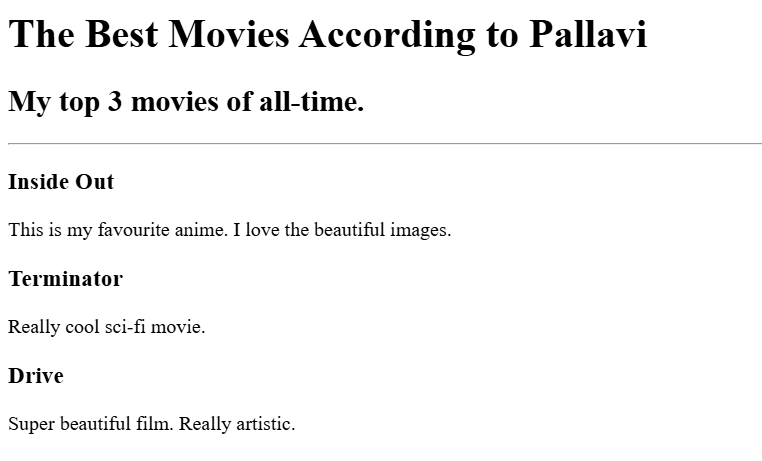 The Best Movies According to Pallavi
My top 3 movies of all-time.
Inside Out
This is my favourite anime. I love the beautiful images.
Terminator
Really cool sci-fi movie.
Drive
Super beautiful film. Really artistic.